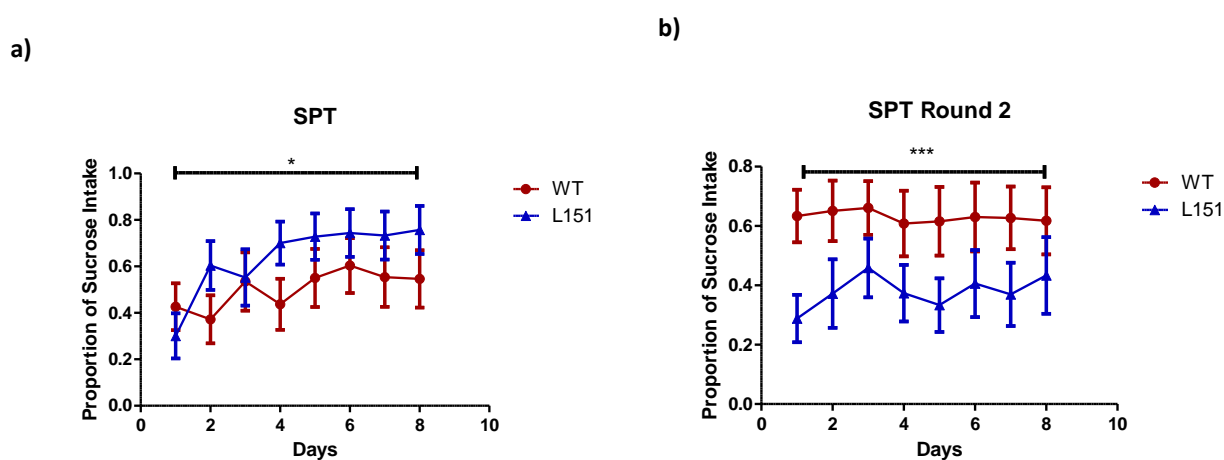 a)
SPT
*
Proportion of Sucrose Intake
1.0
0.8
0.6
0.4
0.2
0.0
0 2 4 6 8 10
Days
WT
L151
b)
SPT Round 2
***
Proportion of Sucrose Intake
0.8
0.6
0.4
0.2
0.0
0 2 4 6 8 10
Days
WT
L151